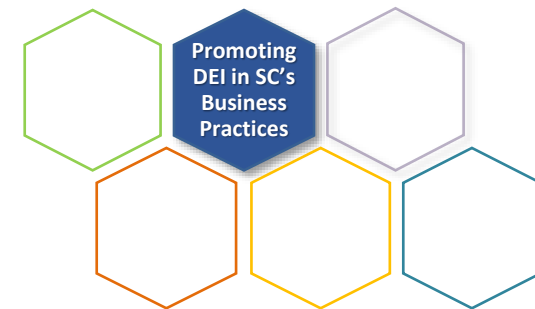 Promoting
DEI in SC’s
Business
Practices